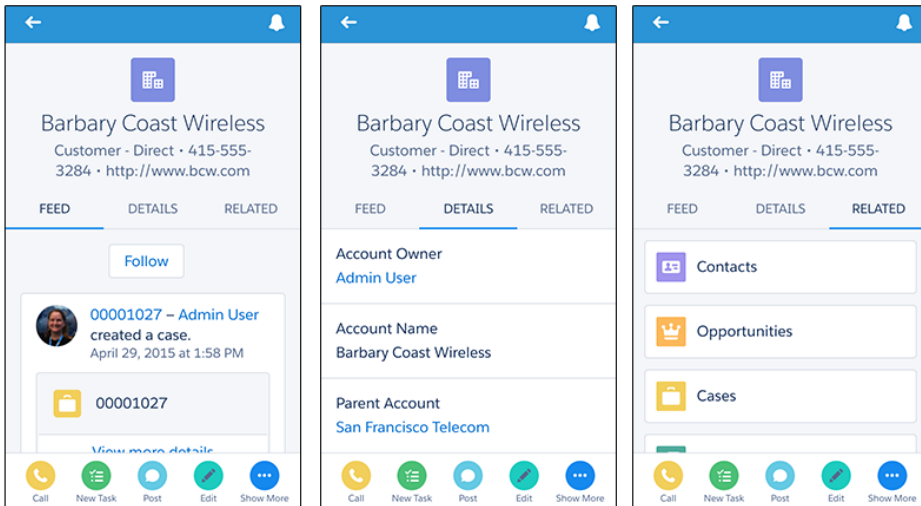 Barbary Coast Wireless
Customer - Direct • 415-555-
3284 • http://www.bcw.com
FEED DETAILS RELATED
Follow
00001027 – Admin User
created a case.
April 29, 2015 at 1:58 PM
00001027
View more details
Call New Task Post Edit Show More
Barbary Coast Wireless
Customer - Direct • 415-555-
3284 • http://www.bcw.com
FEED DETAILS RELATED
Account Owner
Admin User
Account Name
Barbary Coast Wireless
Parent Account
San Francisco Telecom
Call New Task Post Edit Show More
Barbary Coast Wireless
Customer - Direct • 415-555-
3284 • http://www.bcw.com
FEED DETAILS RELATED
Contacts
Opportunities
Cases
Call New Task Post Edit Show More